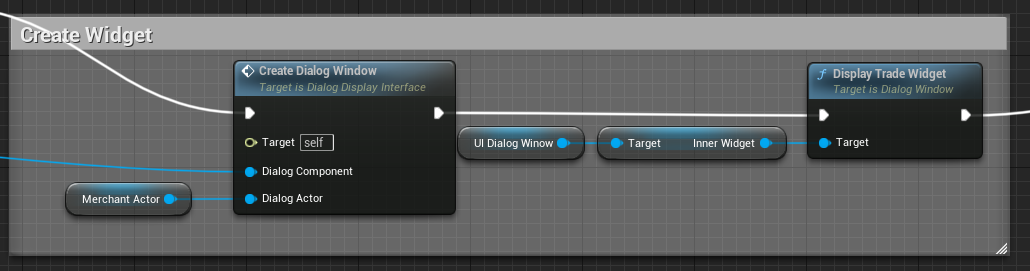 Create Widget
Create Dialog Window
Target is Dialog Display Interface
Target self
Dialog Component
Dialog Actor
Merchant Actor
UI Dialog Winow
Target Inner Widget
Display Trade Widget
Target is Dialog Window
Target